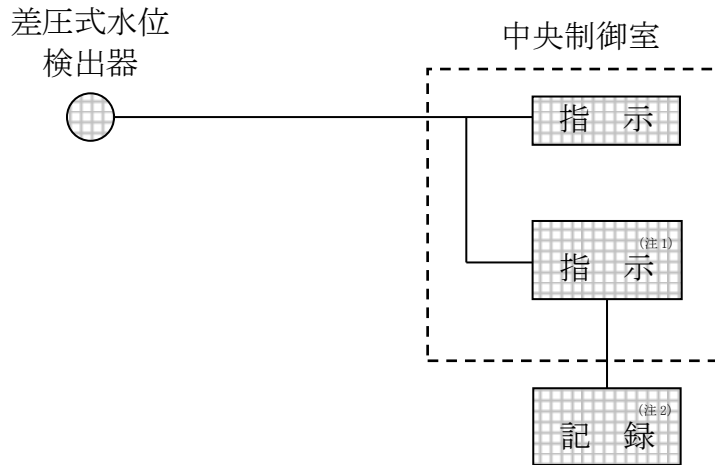 差圧式水位
検出器
中央制御室
指　示
(注1)
指　示
(注2)
記　録